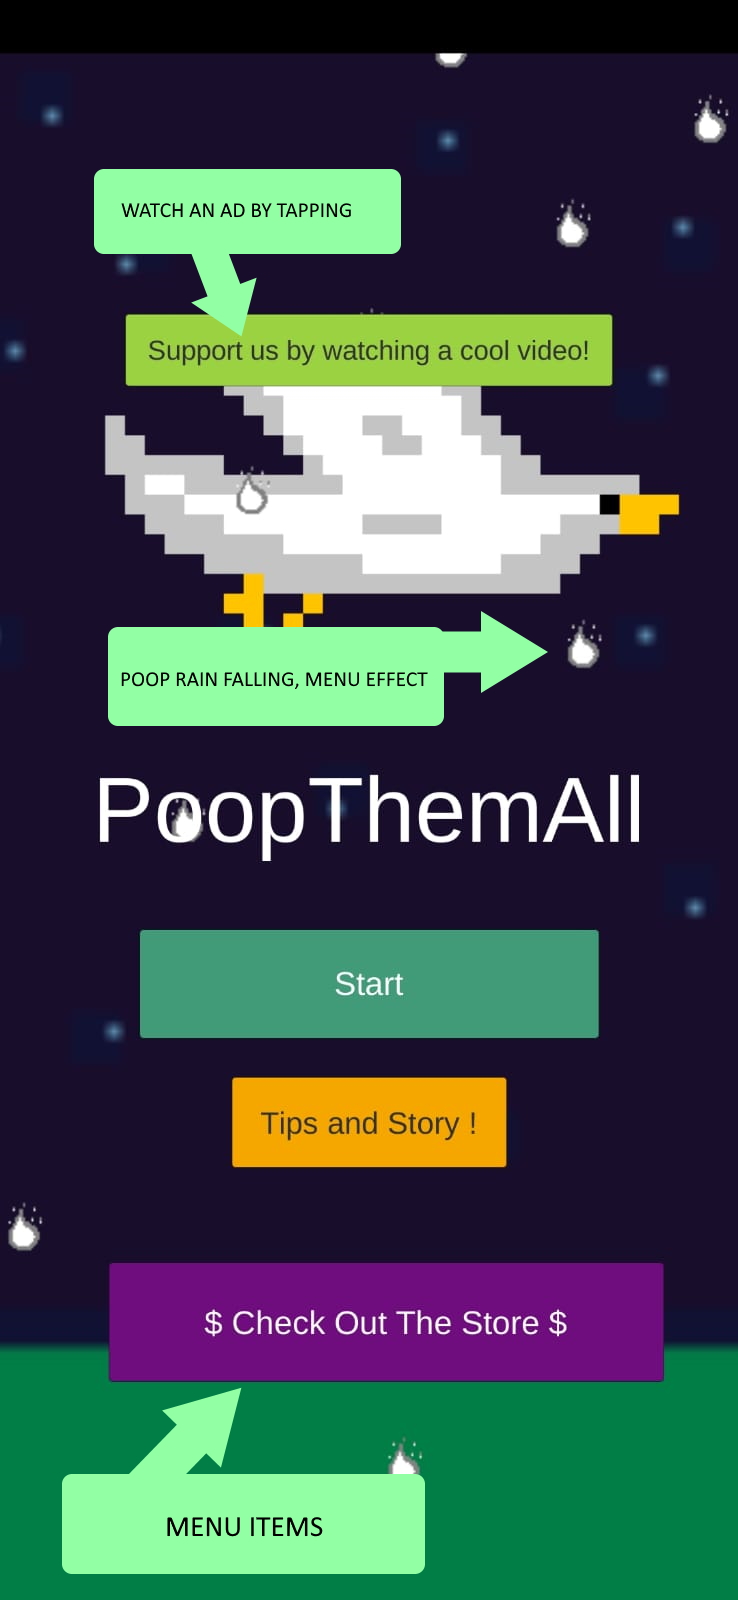 WATCH AN AD BY TAPPING
Support us by watching a cool video!
POOP RAIN FALLING, MENU EFFECT
PoopThemAll
Start
Tips and Story !
$ Check Out The Store $
MENU ITEMS